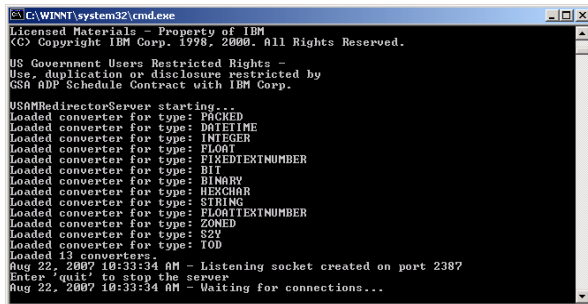 C:\WINNT\system32\cmd.exe
Licensed Materials - Property of IBM
(C) Copyright IBM Corp. 1998, 2000. All Rights Reserved.
US Government Users Restricted Rights -
Use, duplication or disclosure restricted by
GSA ADP Schedule Contract with IBM Corp.
VSAMRedirectorServer starting...
Loaded converter for type: PACKED
Loaded converter for type: DATETIME
Loaded converter for type: INTEGER
Loaded converter for type: FLOAT
Loaded converter for type: FIXEDTEXTNUMBER
Loaded converter for type: BIT
Loaded converter for type: BINARY
Loaded converter for type: HEXCHAR
Loaded converter for type: STRING
Loaded converter for type: FLOATTEXTNUMBER
Loaded converter for type: ZONED
Loaded converter for type: S2Y
Loaded converter for type: TOD
Loaded 13 converters.
Aug 22, 2007 10:33:34 AM - Listening socket created on port 2387
Enter 'quit' to stop the server
Aug 22, 2007 10:33:34 AM - Waiting for connections...